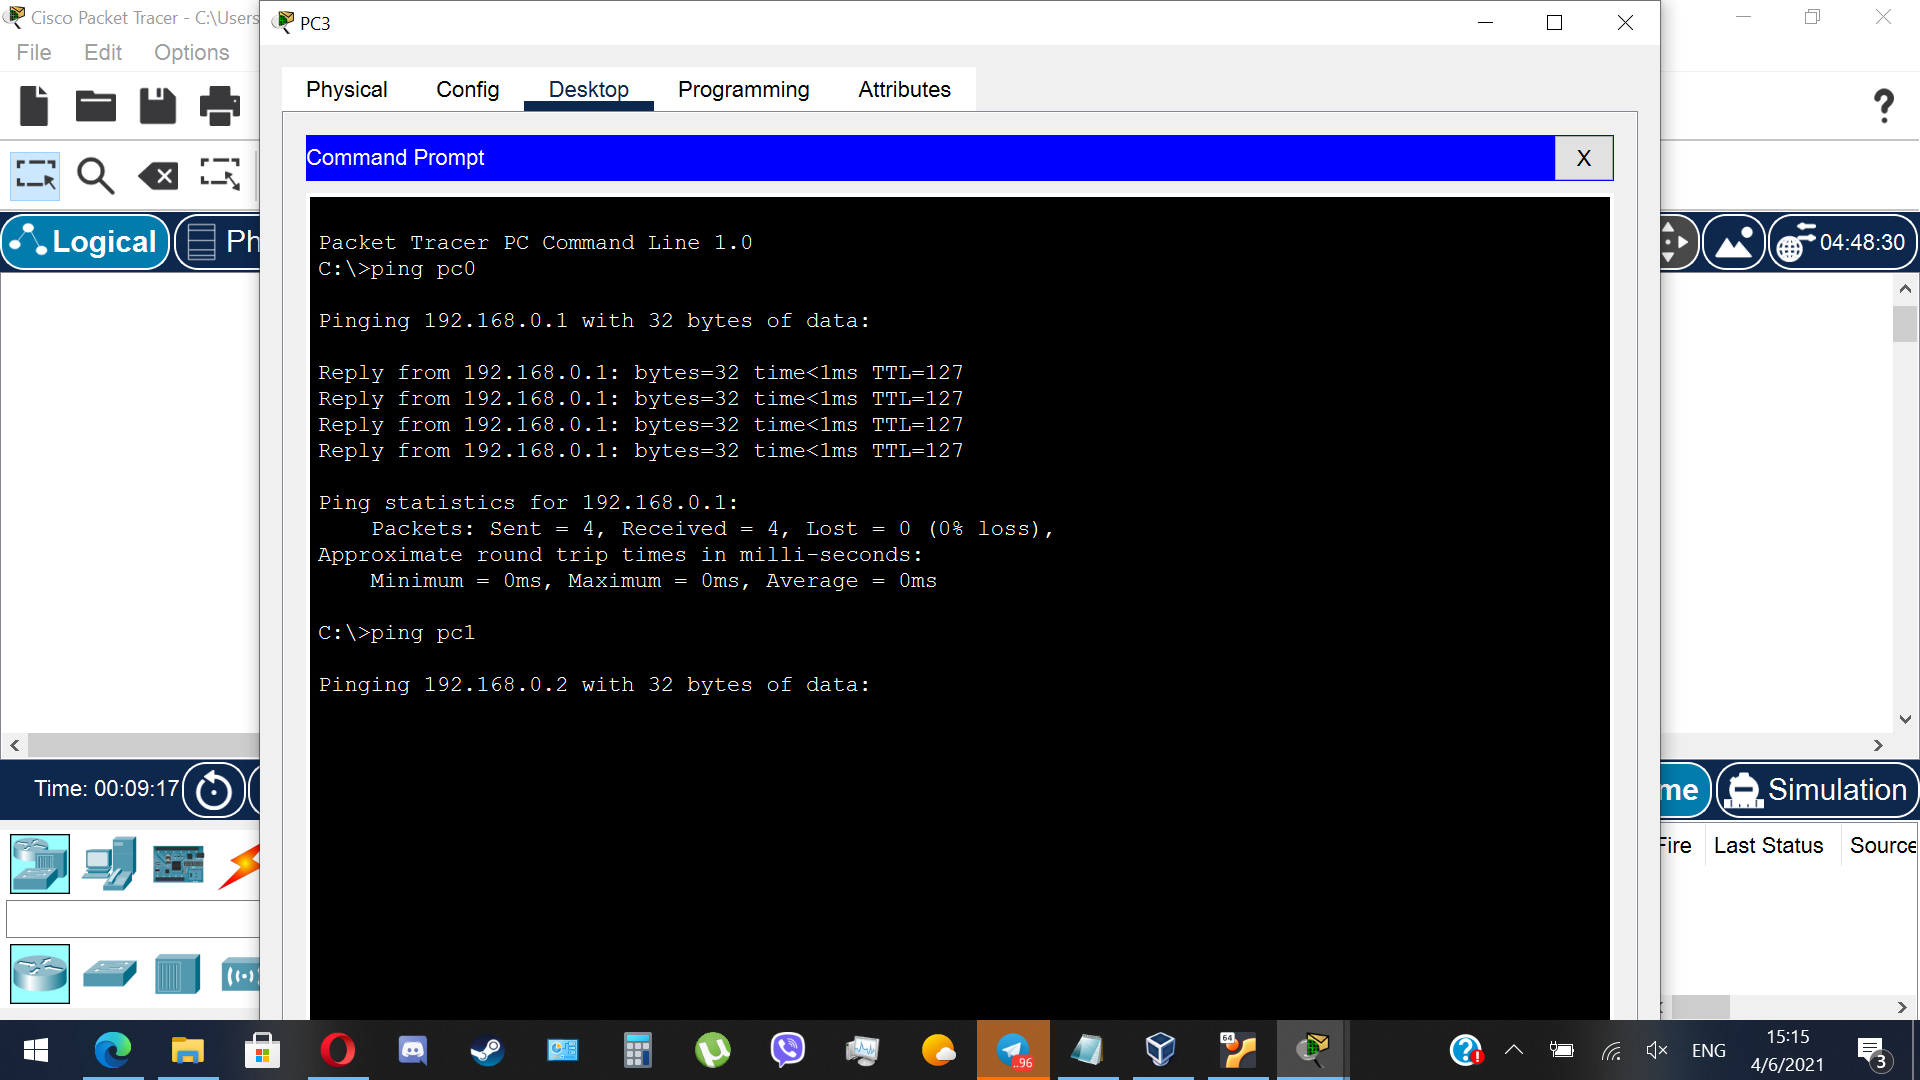 Cisco Packet Tracer - C:\Users
PC3
File Edit Options
Physical Config Desktop Programming Attributes
Command Prompt
X
Logical
Ph
04:48:30
Packet Tracer PC Command Line 1.0
C:\>ping pc0
Pinging 192.168.0.1 with 32 bytes of data:
Reply from 192.168.0.1: bytes=32 time<1ms TTL=127
Reply from 192.168.0.1: bytes=32 time<1ms TTL=127
Reply from 192.168.0.1: bytes=32 time<1ms TTL=127
Reply from 192.168.0.1: bytes=32 time<1ms TTL=127
Ping statistics for 192.168.0.1:
Packets: Sent = 4, Received = 4, Lost = 0 (0% loss),
Approximate round trip times in milli-seconds:
Minimum = 0ms, Maximum = 0ms, Average = 0ms
C:\>ping pc1
Pinging 192.168.0.2 with 32 bytes of data:
Time: 00:09:17
me
Simulation
Fire Last Status Source
..96
64
ENG
15:15
4/6/2021
3